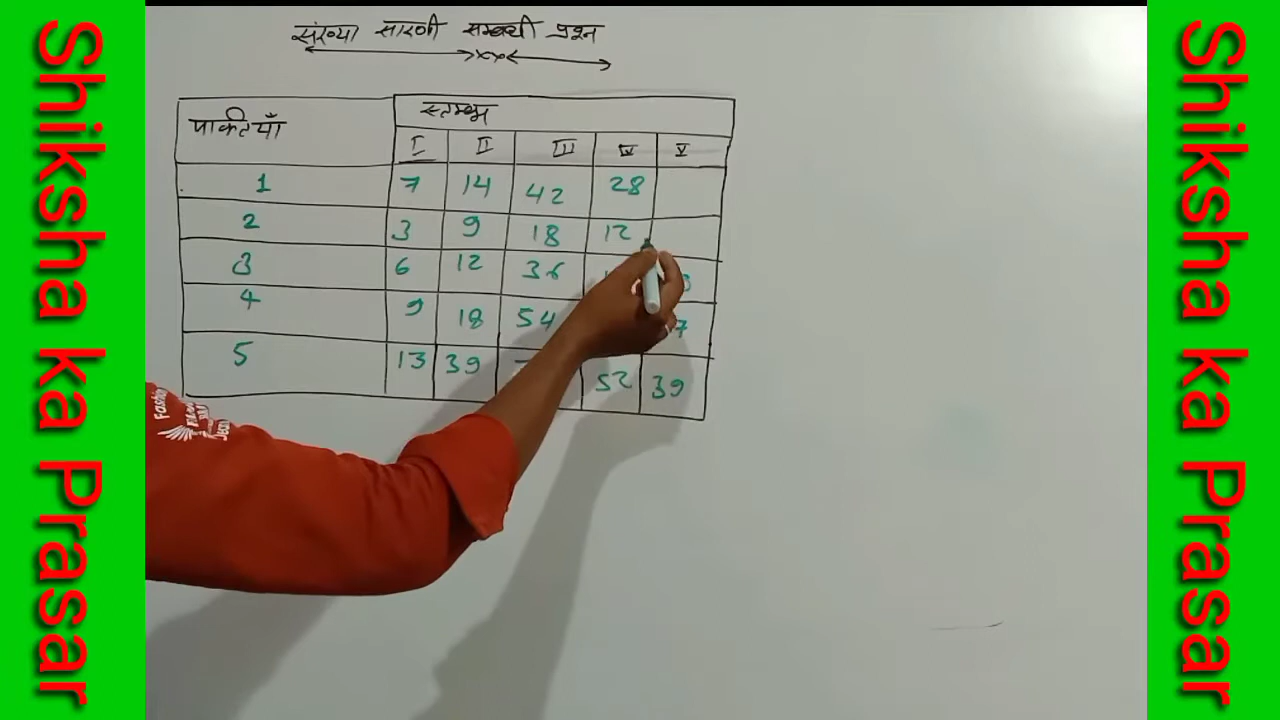 Shiksha ka Prasar
संख्या सारणी सम्बन्धी प्रश्न
पंक्तियाँ स्तम्भ
I II III IV V
1 7 14 42 28
2 3 9 18 12
3 6 12 36
4 9 18 54 7
5 13 39 52 39
Shiksha ka Prasar